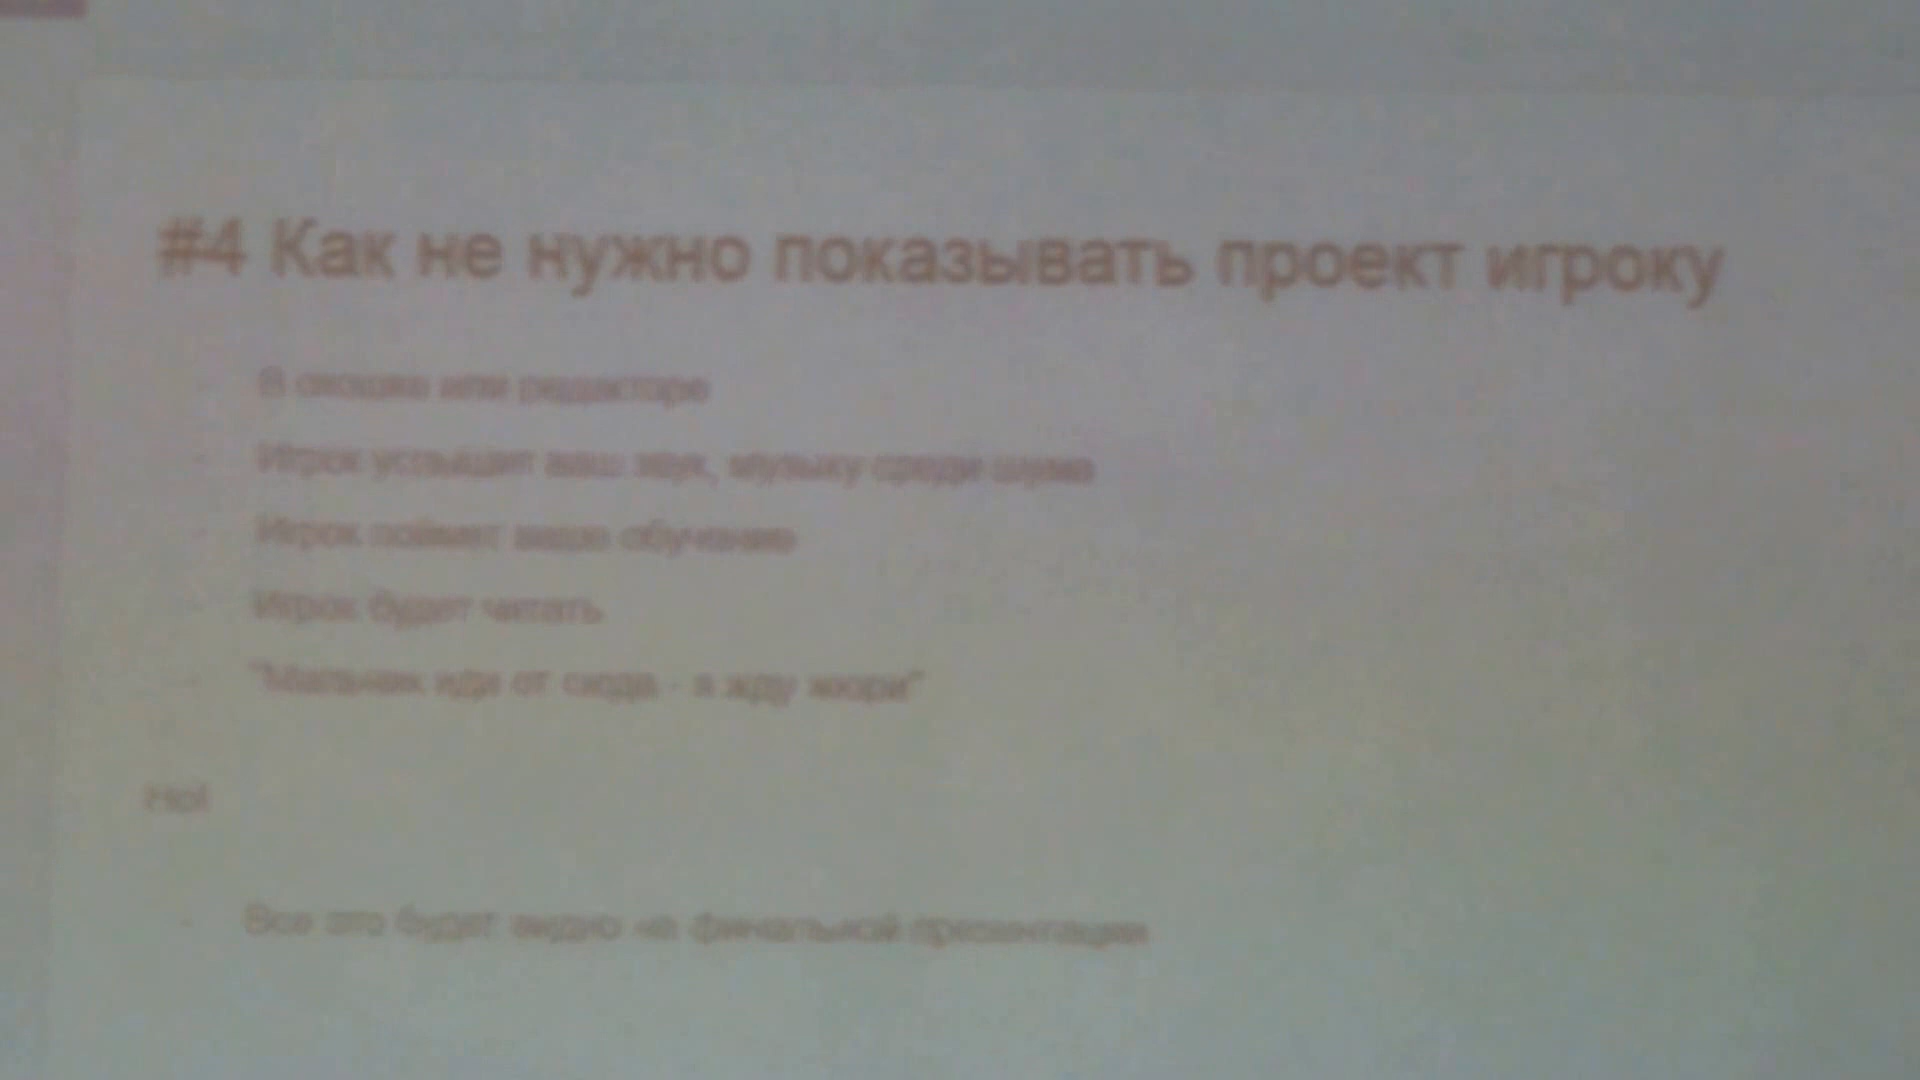 #4 Как не нужно показывать проект игроку
- В окошке или редакторе
- Игрок услышит ваш звук, музыку среди шума
- Игрок поймет ваше обучение
- Игрок будет читать
- "Мальчик иди от сюда - я жду жюри"
Но!
- Все это будет видно на финальной презентации